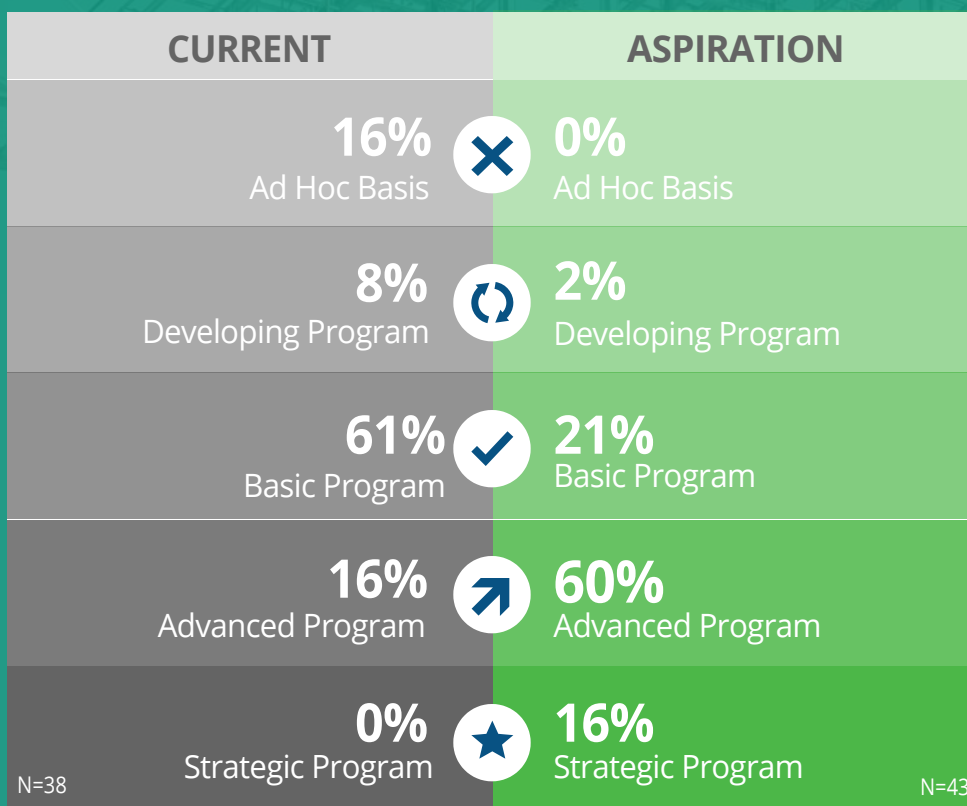 CURRENT
ASPIRATION
16%
Ad Hoc Basis
0%
Ad Hoc Basis
8%
Developing Program
2%
Developing Program
61%
Basic Program
21%
Basic Program
16%
Advanced Program
60%
Advanced Program
0%
Strategic Program
16%
Strategic Program
N=38
N=43